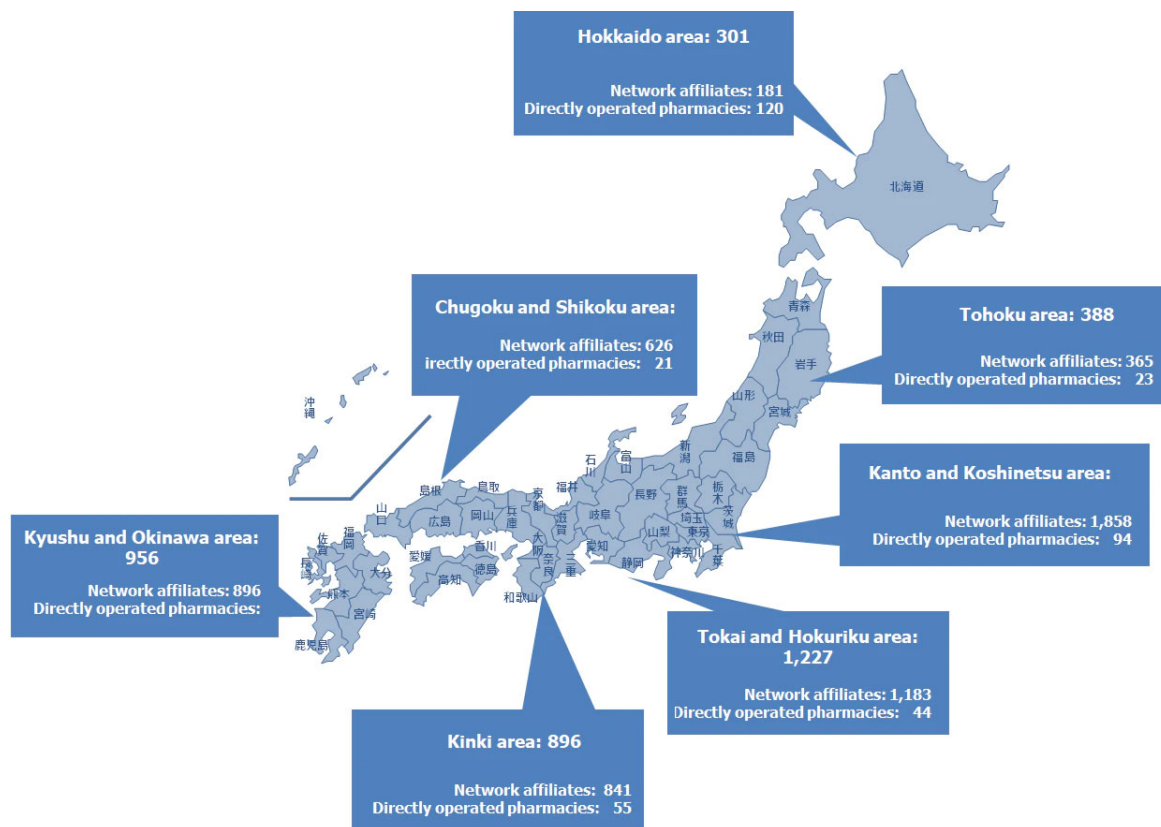 Hokkaido area: 301
Network affiliates: 181
Directly operated pharmacies: 120
北海道
Chugoku and Shikoku area:
Network affiliates: 626
irectly operated pharmacies: 21
Tohoku area: 388
Network affiliates: 365
Directly operated pharmacies: 23
青森
秋田
岩手
山形
宮城
福島
沖縄
新潟
富山
石川
福井
長野
群馬
栃木
茨城
埼玉
東京
千葉
神奈川
山梨
静岡
愛知
岐阜
三重
滋賀
京都
大阪
奈良
和歌山
兵庫
鳥取
島根
岡山
広島
山口
香川
徳島
愛媛
高知
福岡
佐賀
長崎
大分
熊本
宮崎
鹿児島
Kanto and Koshinetsu area:
Network affiliates: 1,858
Directly operated pharmacies: 94
Kyushu and Okinawa area:
956
Network affiliates: 896
Directly operated pharmacies:
Tokai and Hokuriku area:
1,227
Network affiliates: 1,183
Directly operated pharmacies: 44
Kinki area: 896
Network affiliates: 841
Directly operated pharmacies: 55